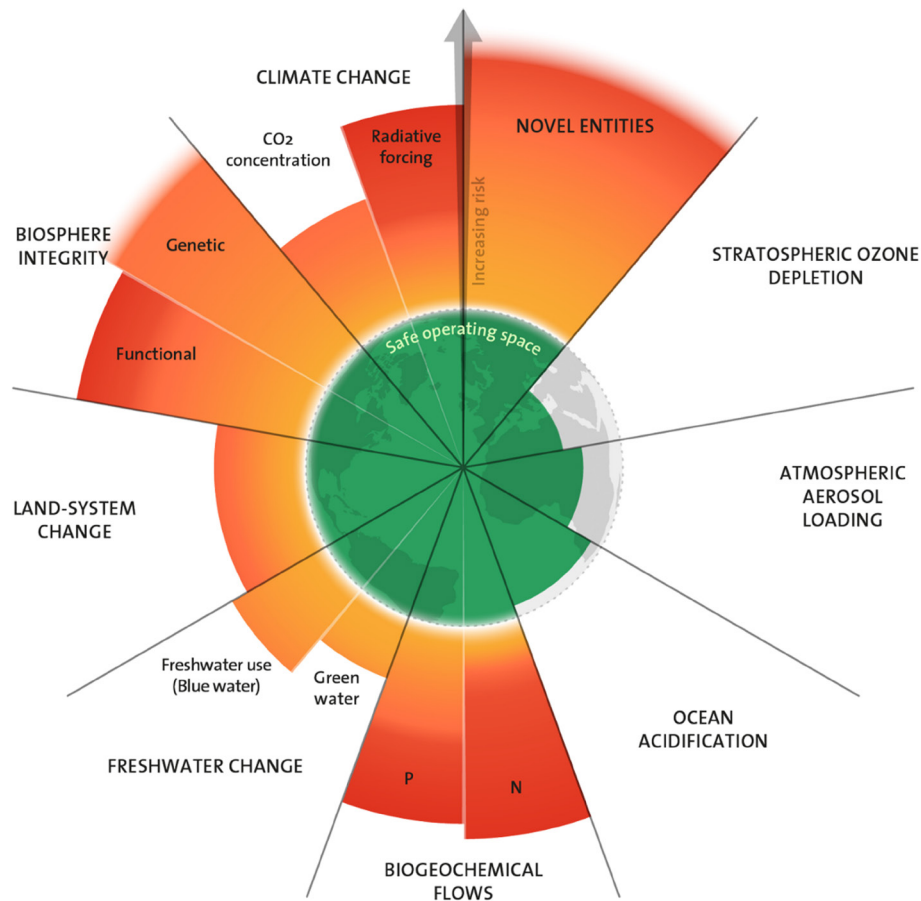 CLIMATE CHANGE
CO2
concentration
Radiative
forcing
NOVEL ENTITIES
Increasing risk
STRATOSPHERIC OZONE
DEPLETION
BIOSPHERE
INTEGRITY
Genetic
Functional
Safe operating space
ATMOSPHERIC
AEROSOL
LOADING
LAND-SYSTEM
CHANGE
Freshwater use
(Blue water)
Green
water
FRESHWATER CHANGE
OCEAN
ACIDIFICATION
P
N
BIOGEOCHEMICAL
FLOWS